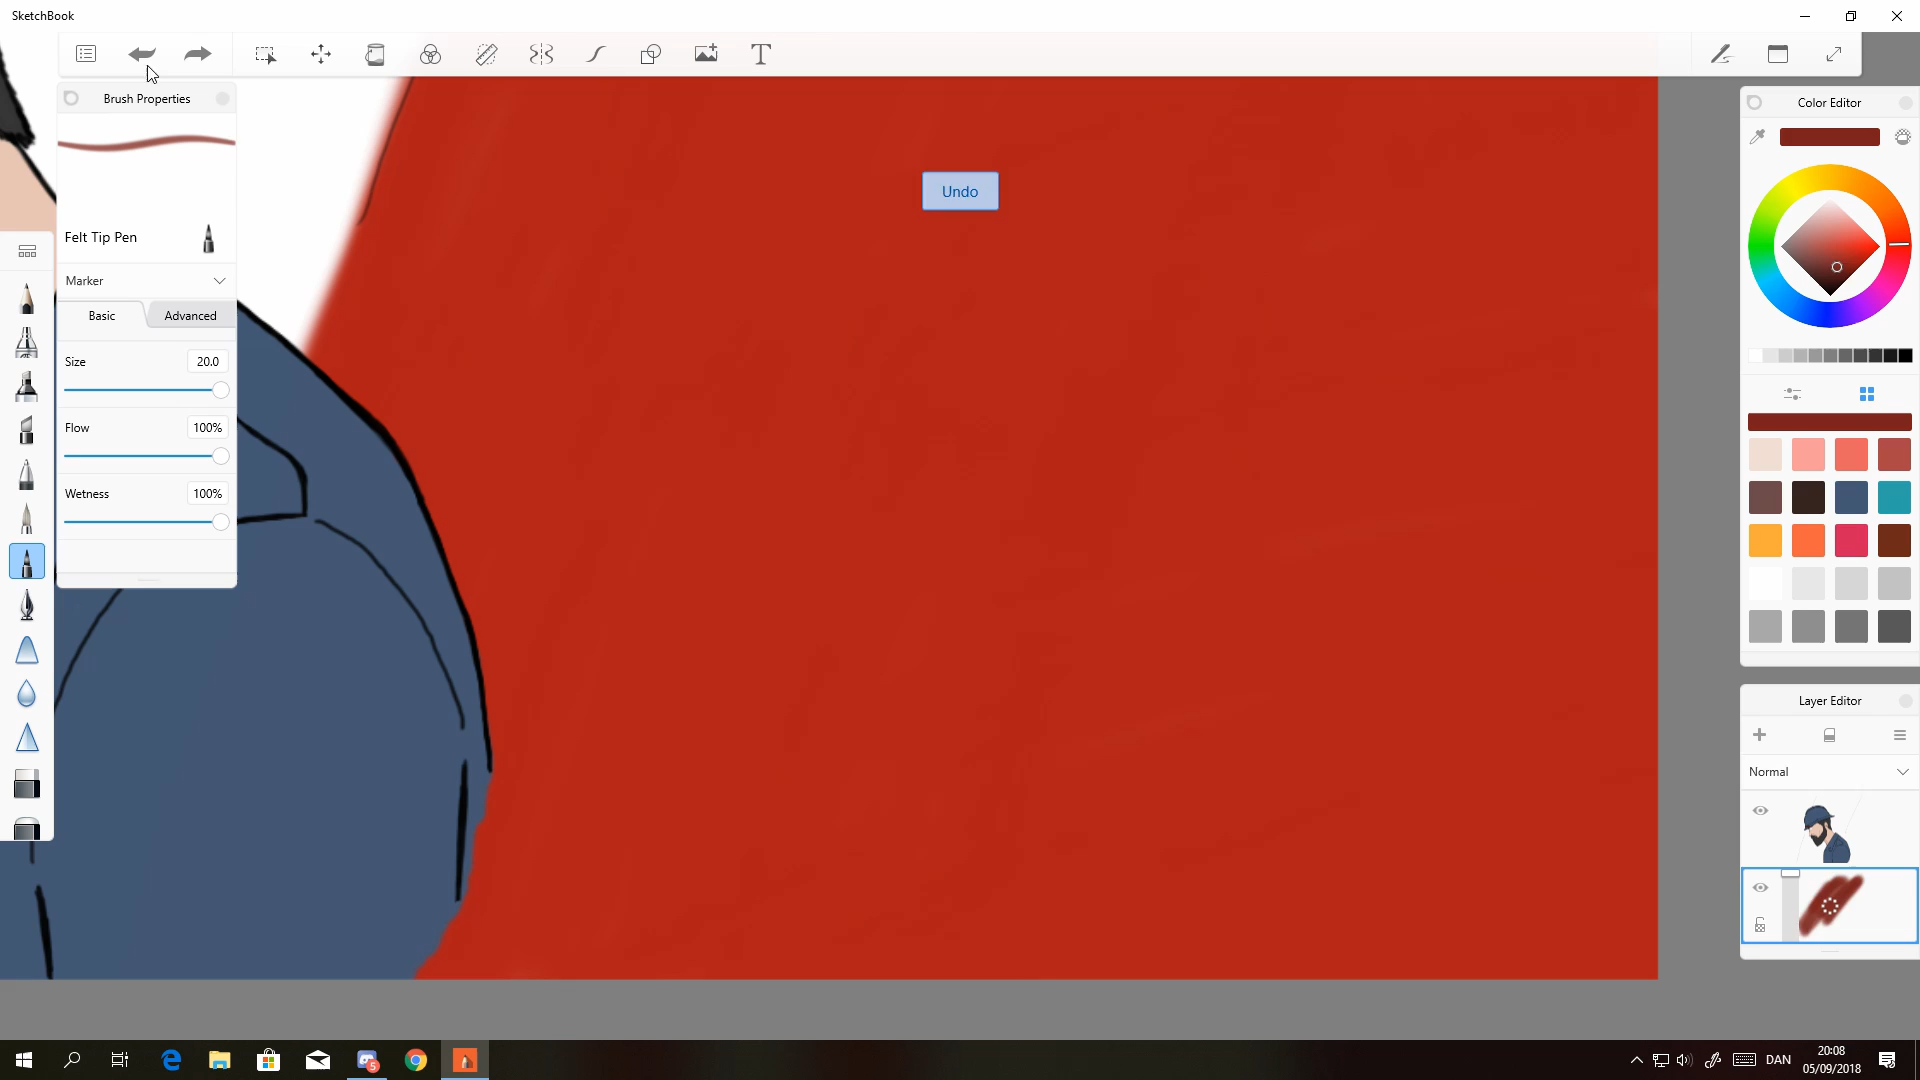 SketchBook
Brush Properties
Color Editor
Undo
Felt Tip Pen
Marker
Basic
Advanced
Size
20.0
Flow
100%
Wetness
100%
Layer Editor
Normal
5
DAN
20:08
05/09/2018